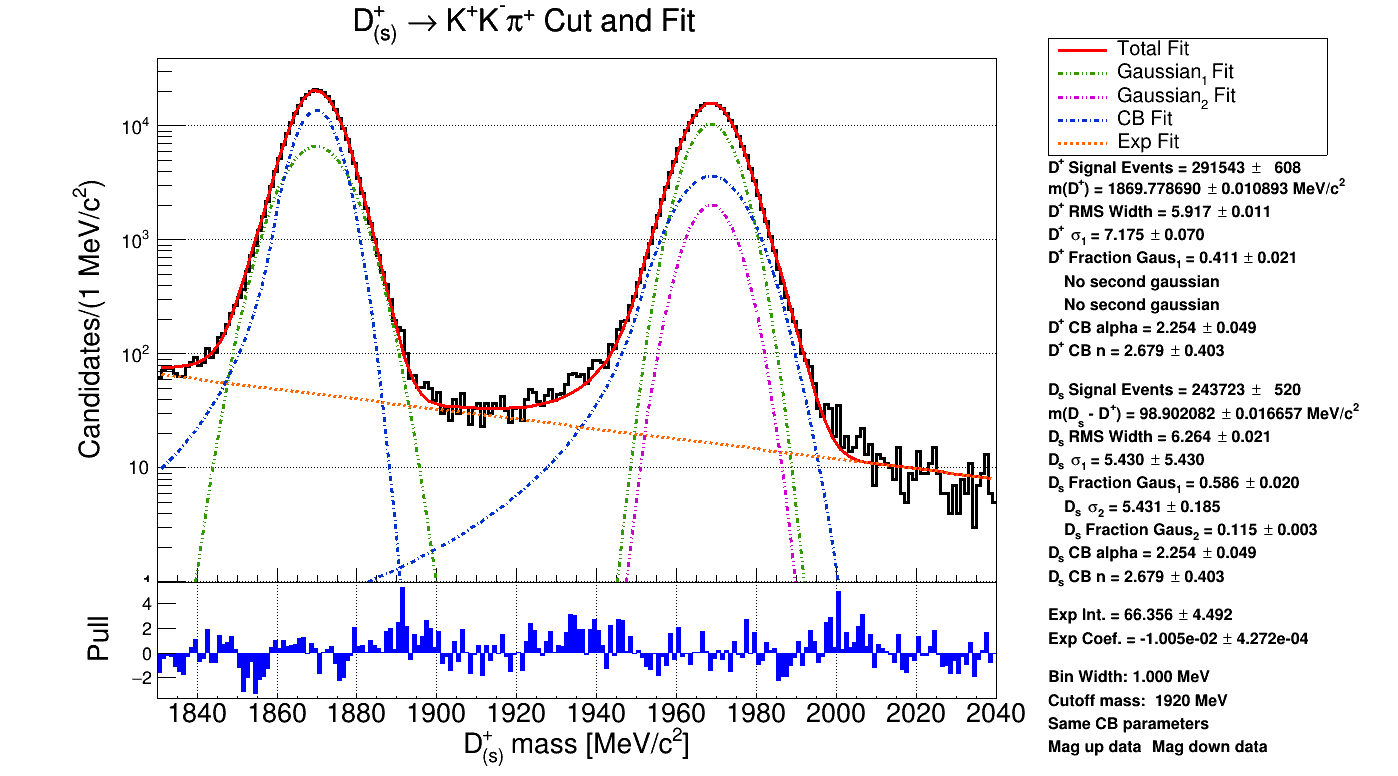 D⁺₍ₛ₎ → K⁺K⁻π⁺ Cut and Fit
Total Fit
Gaussian₁ Fit
Gaussian₂ Fit
CB Fit
Exp Fit
D⁺ Signal Events = 291543 ± 608
m(D⁺) = 1869.778690 ± 0.010893 MeV/c²
D⁺ RMS Width = 5.917 ± 0.011
D⁺ σ₁ = 7.175 ± 0.070
D⁺ Fraction Gaus₁ = 0.411 ± 0.021
No second gaussian
No second gaussian
D⁺ CB alpha = 2.254 ± 0.049
D⁺ CB n = 2.679 ± 0.403
Dₛ Signal Events = 243723 ± 520
m(Dₛ - D⁺) = 98.902082 ± 0.016657 MeV/c²
Dₛ RMS Width = 6.264 ± 0.021
Dₛ σ₁ = 5.430 ± 5.430
Dₛ Fraction Gaus₁ = 0.586 ± 0.020
Dₛ σ₂ = 5.431 ± 0.185
Dₛ Fraction Gaus₂ = 0.115 ± 0.003
Dₛ CB alpha = 2.254 ± 0.049
Dₛ CB n = 2.679 ± 0.403
Exp Int. = 66.356 ± 4.492
Exp Coef. = -1.005e-02 ± 4.272e-04
Bin Width: 1.000 MeV
Cutoff mass: 1920 MeV
Same CB parameters
Mag up data Mag down data
Candidates/(1 MeV/c²)
10⁴
10³
10²
10
1
Pull
4
2
0
−2
1840 1860 1880 1900 1920 1940 1960 1980 2000 2020 2040
D⁺₍ₛ₎ mass [MeV/c²]